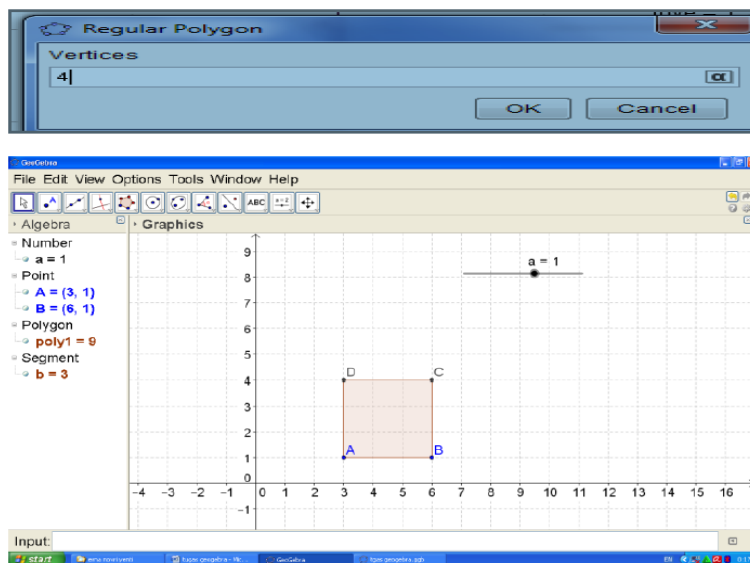 Regular Polygon
Vertices
4
α
OK Cancel
GeoGebra
File Edit View Options Tools Window Help
ABC a=2
Algebra Graphics
Number
a = 1
Point
A = (3, 1)
B = (6, 1)
Polygon
poly1 = 9
Segment
b = 3
a = 1
9
8
7
6
5
4
3
2
1
0
-1
D C
A B
-4 -3 -2 -1 0 1 2 3 4 5 6 7 8 9 10 11 12 13 14 15 16
Input:
start GeoGebra EN